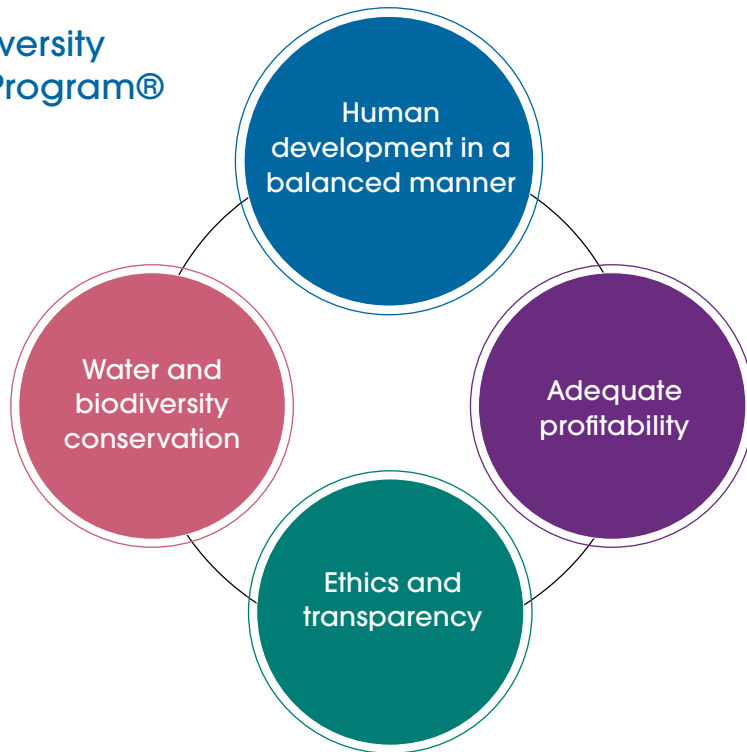 versity
Program®
Human
development in a
balanced manner
Water and
biodiversity
conservation
Adequate
profitability
Ethics and
transparency